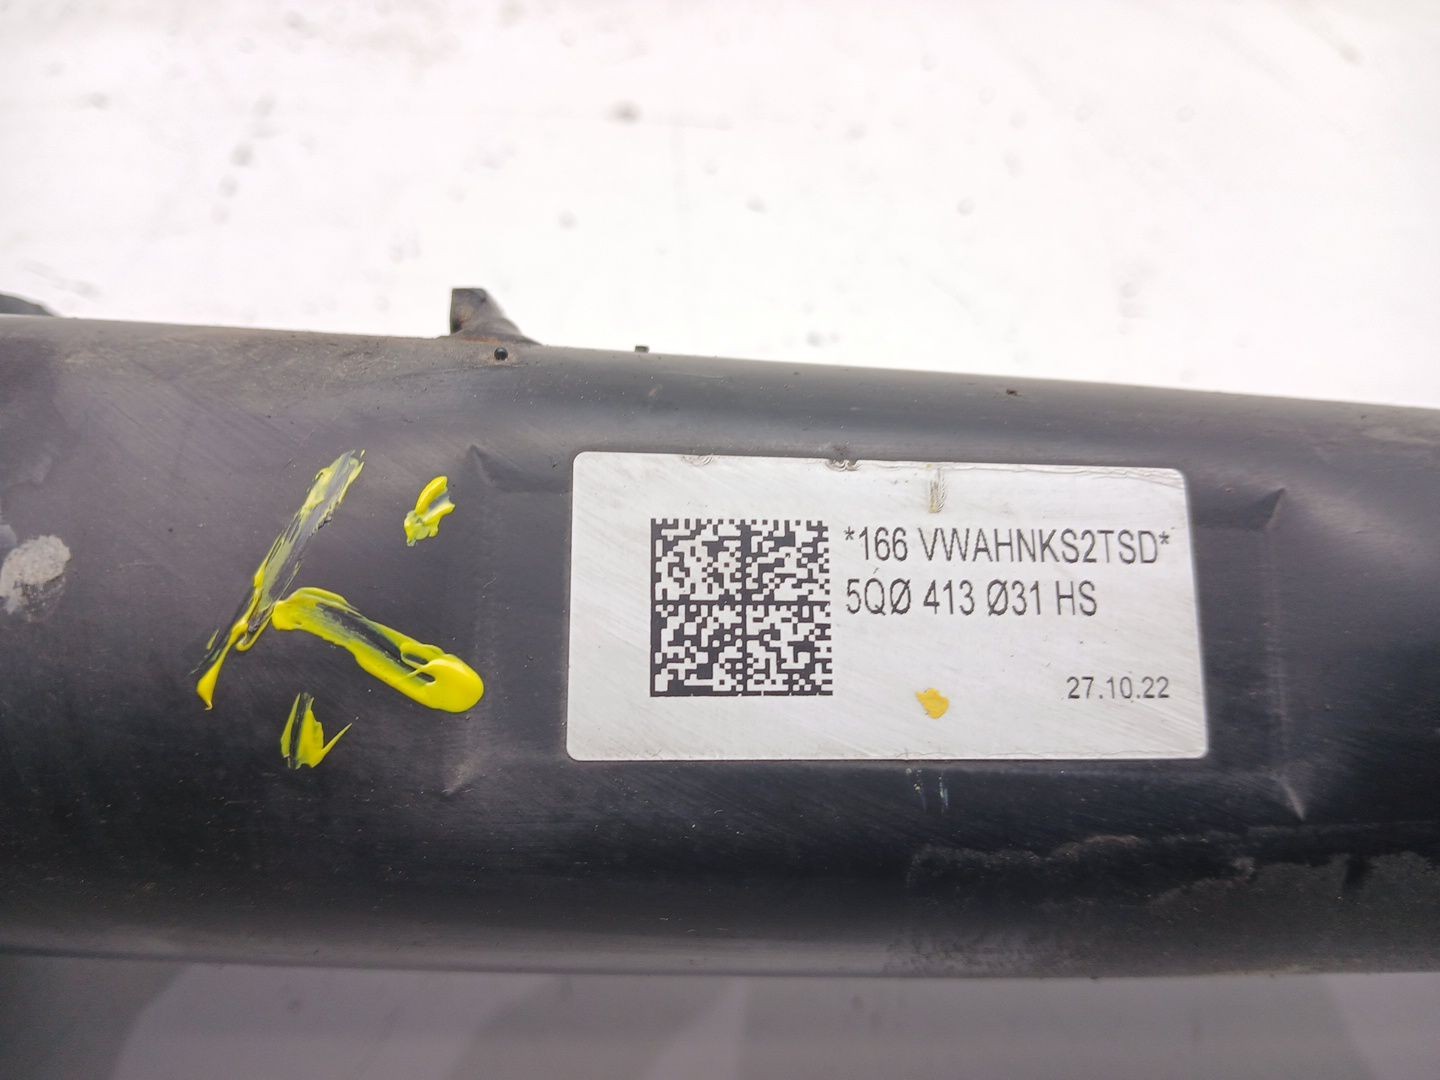 *166 VWAHNKS2TSD*
5QØ 413 Ø31 HS
27.10.22